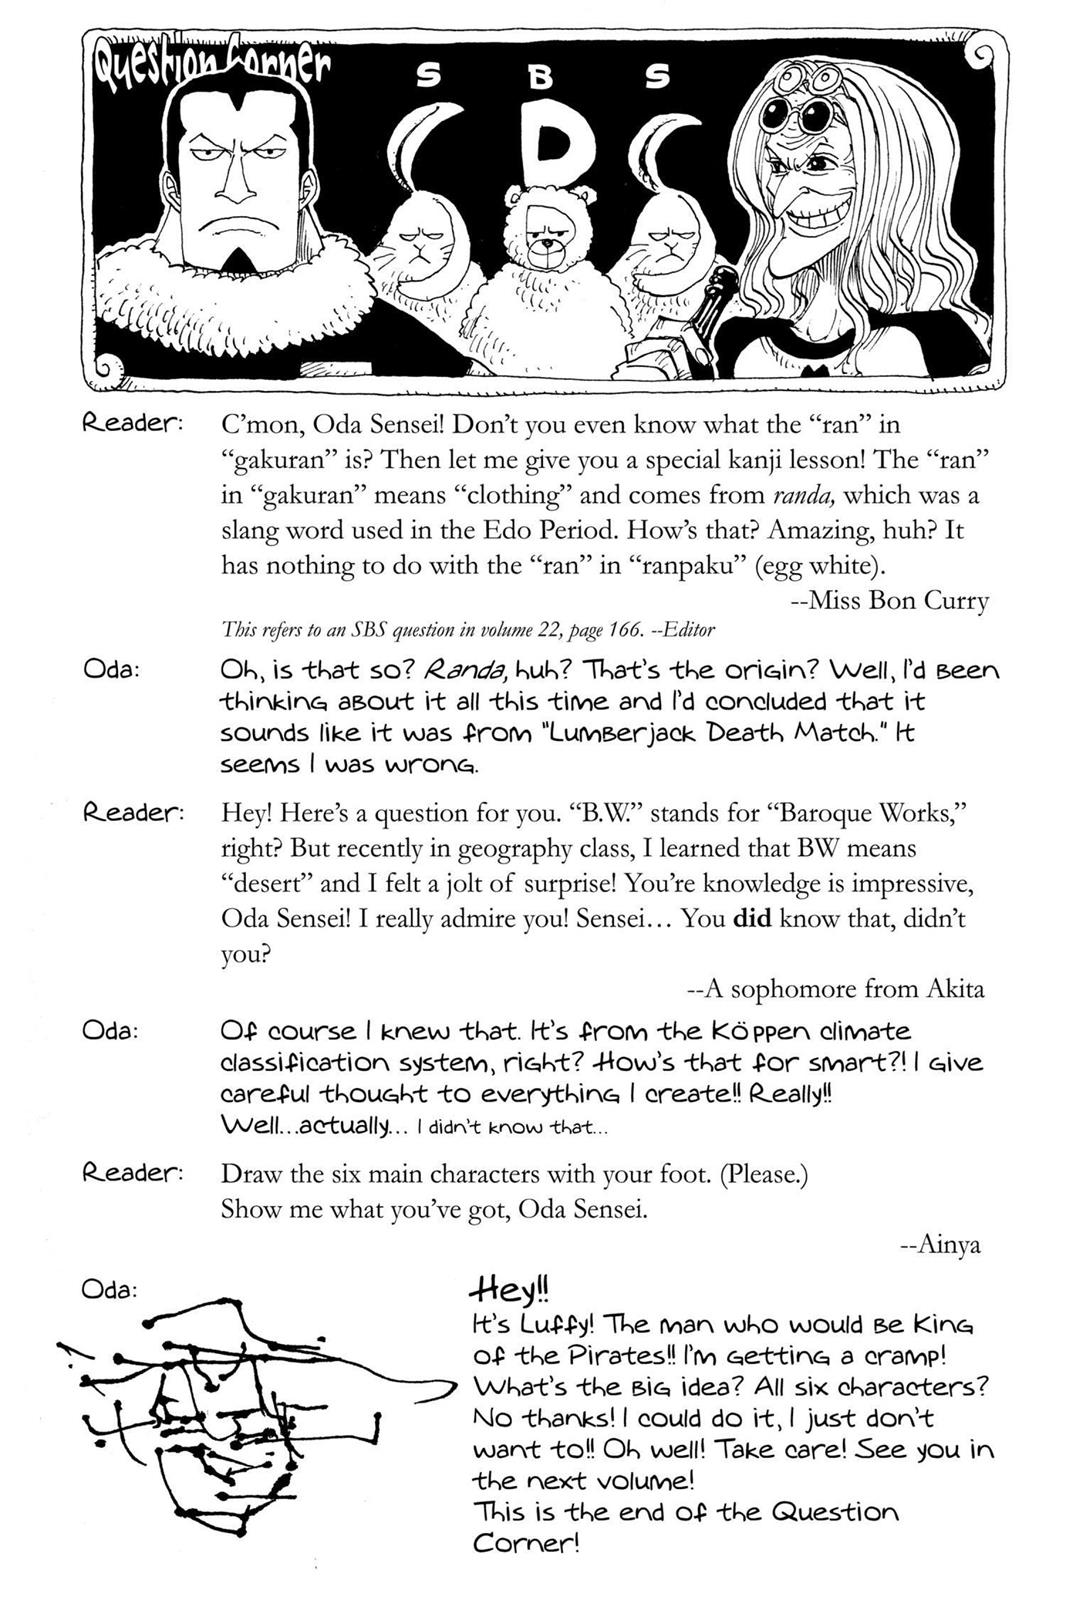 Question Corner
S B S
D
Reader: C'mon, Oda Sensei! Don't you even know what the “ran” in
“gakuran” is? Then let me give you a special kanji lesson! The “ran”
in “gakuran” means “clothing” and comes from randa, which was a
slang word used in the Edo Period. How's that? Amazing, huh? It
has nothing to do with the “ran” in “ranpaku” (egg white).
--Miss Bon Curry
This refers to an SBS question in volume 22, page 166. --Editor
Oda: Oh, is that so? Randa, huh? That's the origin? Well, I'd been
thinking about it all this time and I'd concluded that it
sounds like it was from "Lumberjack Death Match." It
seems I was wrong.
Reader: Hey! Here's a question for you. “B.W.” stands for “Baroque Works,”
right? But recently in geography class, I learned that BW means
“desert” and I felt a jolt of surprise! You're knowledge is impressive,
Oda Sensei! I really admire you! Sensei… You did know that, didn't
you?
--A sophomore from Akita
Oda: Of course I knew that. It's from the Köppen climate
classification system, right? How's that for smart?! I give
careful thought to everything I create!! Really!!
Well...actually... I didn't know that...
Reader: Draw the six main characters with your foot. (Please.)
Show me what you've got, Oda Sensei.
--Ainya
Oda: Hey!!
It's Luffy! The man who would be King
of the Pirates!! I'm getting a cramp!
What's the big idea? All six characters?
No thanks! I could do it, I just don't
want to!! Oh well! Take care! See you in
the next volume!
This is the end of the Question
Corner!